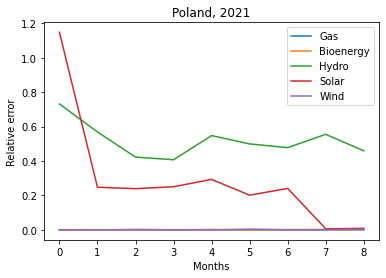 Poland, 2021
Relative error
1.2
1.0
0.8
0.6
0.4
0.2
0.0
Gas
Bioenergy
Hydro
Solar
Wind
0 1 2 3 4 5 6 7 8
Months